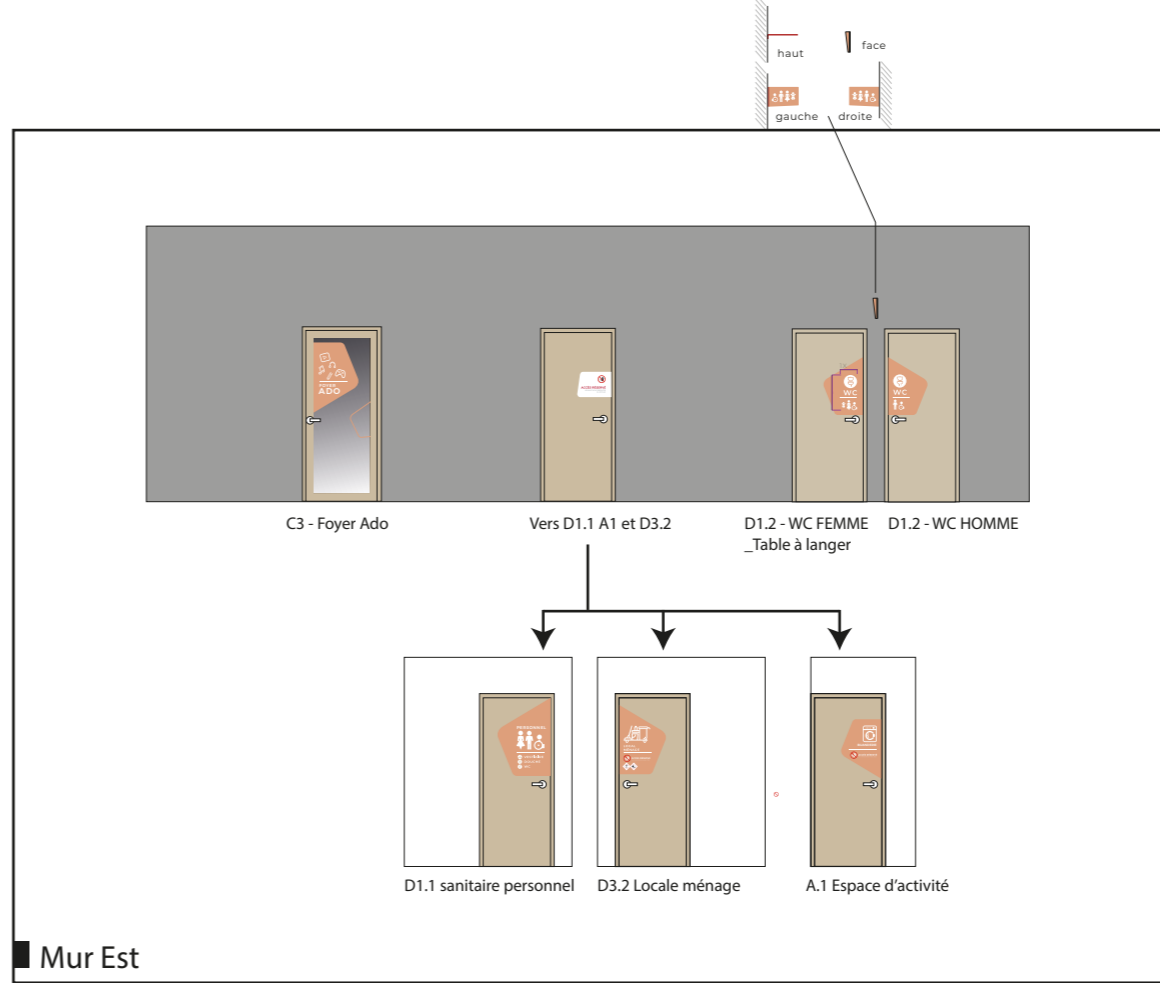 haut
face
gauche
droite
FOYER
ADO
WC
WC
C3 - Foyer Ado
Vers D1.1 A1 et D3.2
D1.2 - WC FEMME
_Table à langer
D1.2 - WC HOMME
PERSONNEL
D1.1 sanitaire personnel
D3.2 Locale ménage
A.1 Espace d’activité
Mur Est